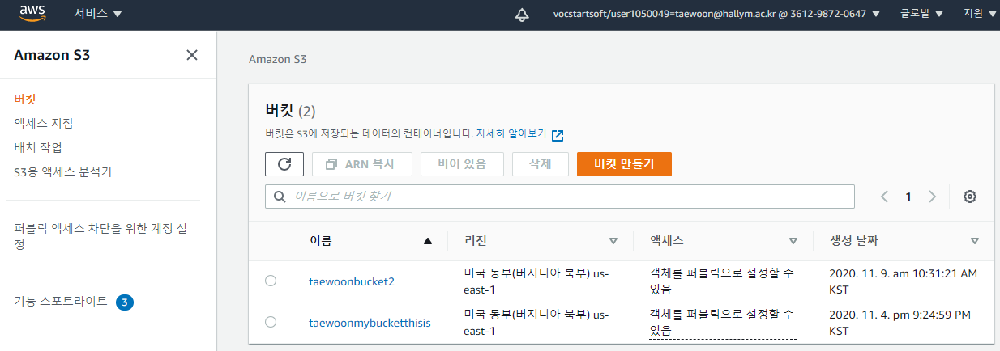 aws 서비스 vocstartsoft/user1050049=taewoon@hallym.ac.kr @ 3612-9872-0647 글로벌 지원
Amazon S3
버킷
액세스 지점
배치 작업
S3용 액세스 분석기
퍼블릭 액세스 차단을 위한 계정 설
정
기능 스포트라이트 3
Amazon S3
버킷 (2)
버킷은 S3에 저장되는 데이터의 컨테이너입니다. 자세히 알아보기
ARN 복사 비어 있음 삭제 버킷 만들기
이름으로 버킷 찾기 1
이름 리전 액세스 생성 날짜
taewoonbucket2 미국 동부(버지니아 북부) us-
east-1 객체를 퍼블릭으로 설정할 수
있음 2020. 11. 9. am 10:31:21 AM
KST
taewoonmybucketthisis 미국 동부(버지니아 북부) us-
east-1 객체를 퍼블릭으로 설정할 수
있음 2020. 11. 4. pm 9:24:59 PM
KST